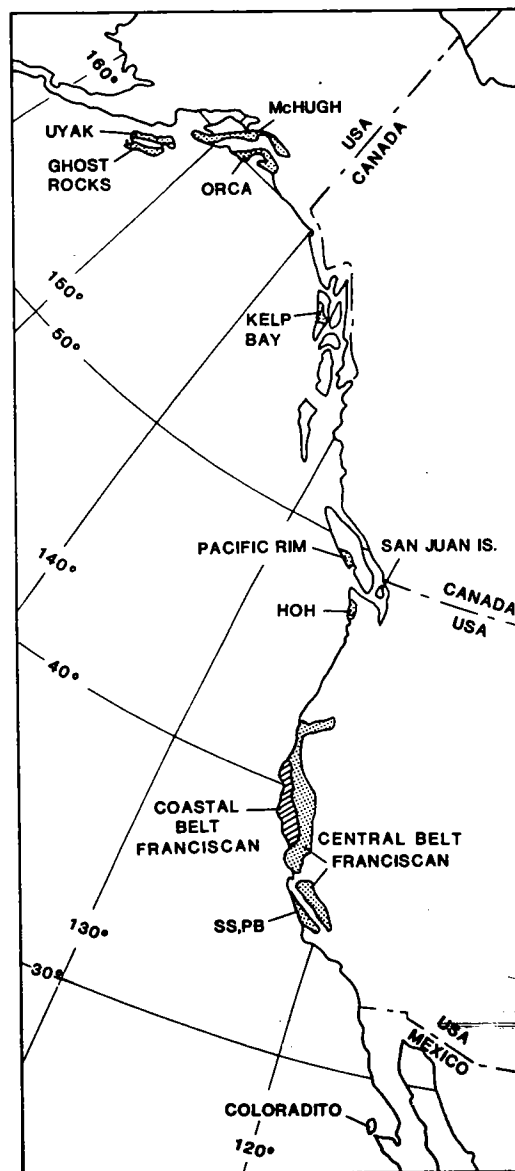 160°
McHUGH
UYAK
GHOST
ROCKS
ORCA
USA
CANADA
150°
50°
KELP
BAY
PACIFIC RIM
SAN JUAN IS.
140°
HOH
CANADA
USA
40°
COASTAL
BELT
FRANCISCAN
CENTRAL BELT
FRANCISCAN
SS,PB
130°
30°
USA
MEXICO
COLORADITO
120°